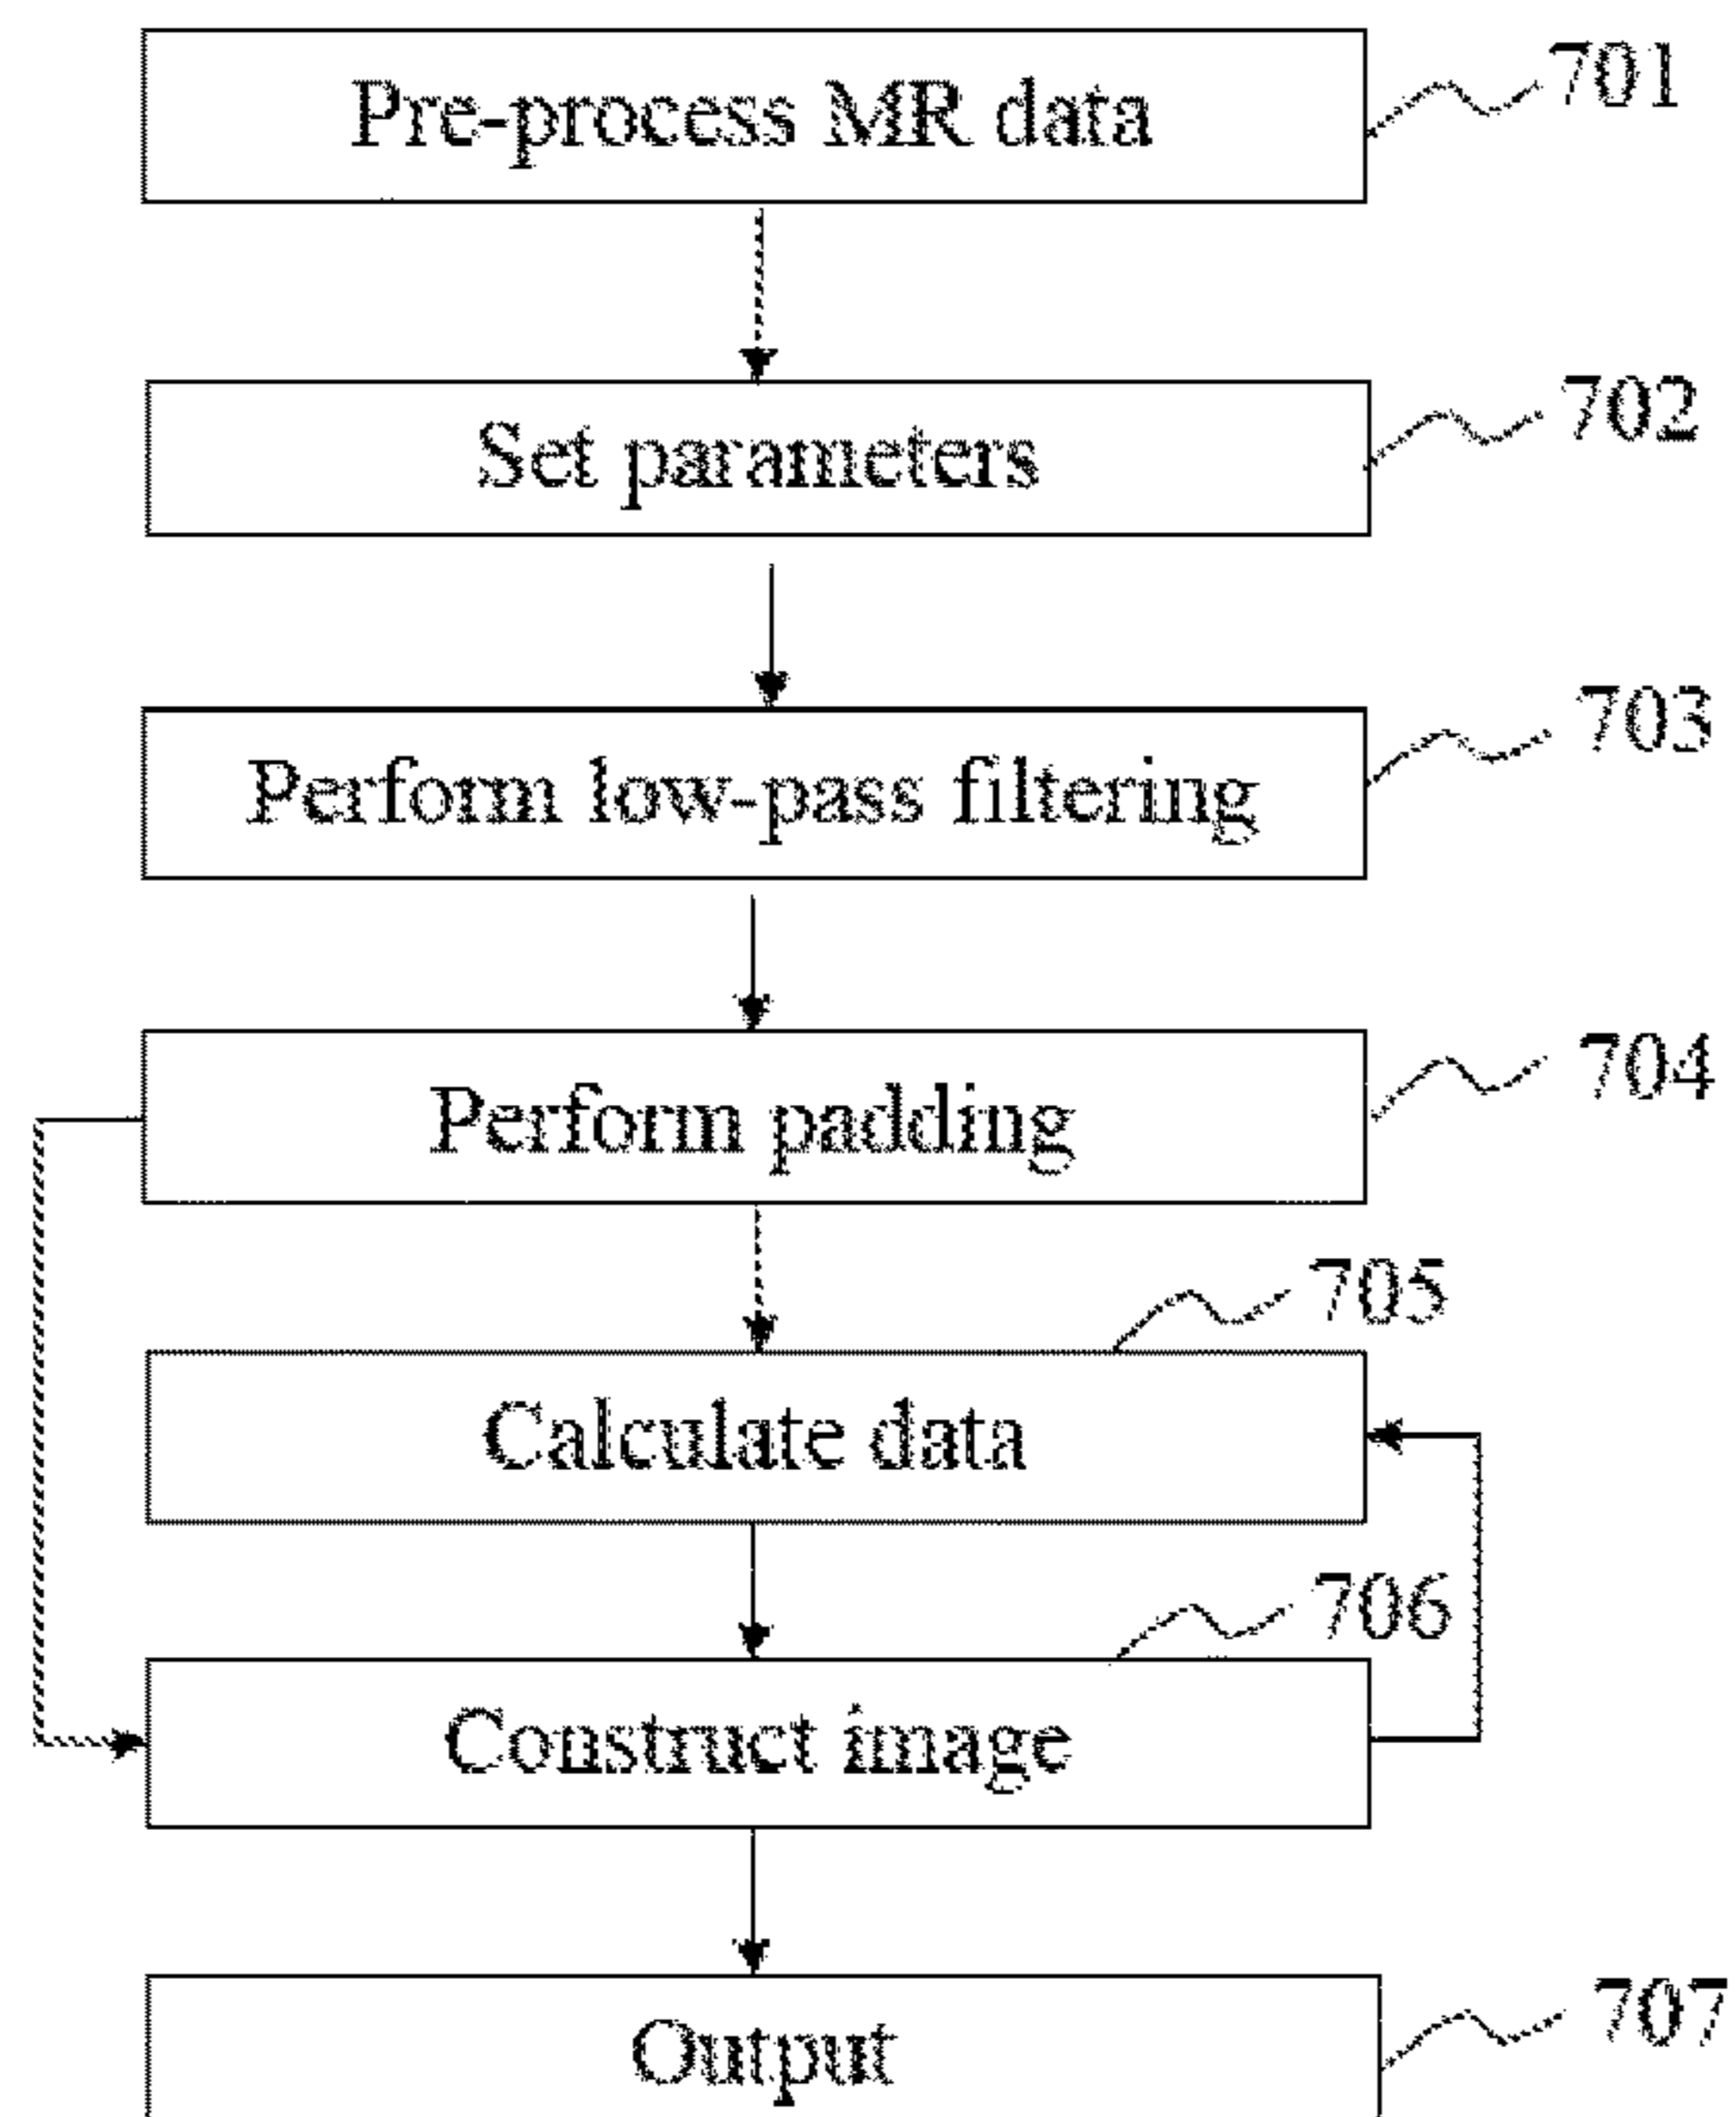 Pre-process MR data
701
Set parameters
702
Perform low-pass filtering
703
Perform padding
704
705
Calculate data
706
Construct image
707
Output